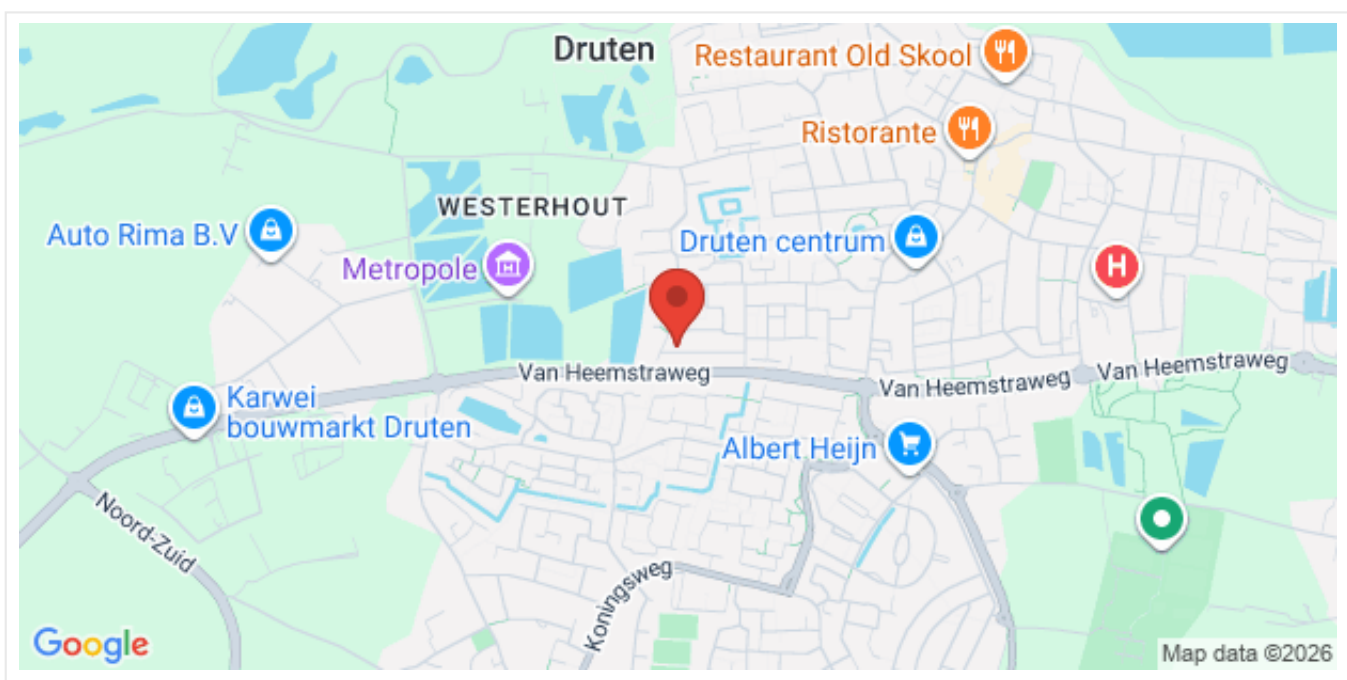 Druten
Restaurant Old Skool
Ristorante
WESTERHOUT
Auto Rima B.V
Druten centrum
Metropole
H
Van Heemstraweg
Van Heemstraweg
Van Heemstraweg
Karwei
bouwmarkt Druten
Albert Heijn
Noord-Zuid
Koningsweg
Google
Map data ©2026